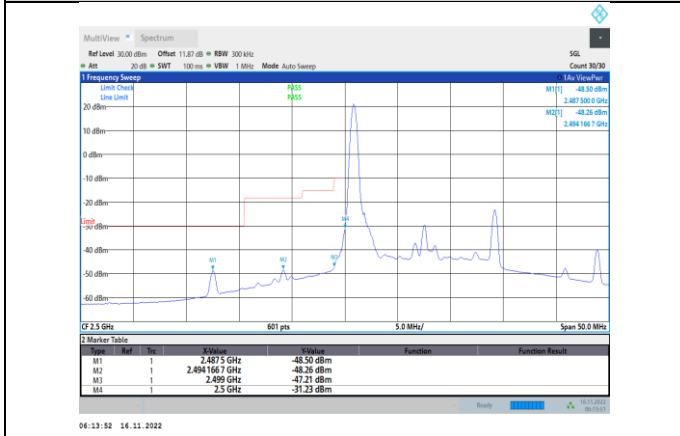 MultiView Spectrum
Ref Level 30.00 dBm Offset 11.87 dB RBW 300 kHz SGL
Att 20 dB SWT 100 ms VBW 1 MHz Mode Auto Sweep Count 30/30
1 Frequency Sweep 1Av ViewPwr
Limit Check PASS M1[1] -48.50 dBm
Line Limit PASS 2.487 500 0 GHz
20 dBm M2[1] -48.26 dBm
2.494 166 7 GHz
10 dBm
0 dBm
-10 dBm
-20 dBm
Limit
-30 dBm
M4
-40 dBm
M1 M2 M3
-50 dBm
-60 dBm
CF 2.5 GHz 601 pts 5.0 MHz/ Span 50.0 MHz
2 Marker Table
Type Ref Trc X-Value Y-Value Function Function Result
M1 1 2.487 5 GHz -48.50 dBm
M2 1 2.494 166 7 GHz -48.26 dBm
M3 1 2.499 GHz -47.21 dBm
M4 1 2.5 GHz -31.23 dBm
Ready 16.11.2022
06:13:51
06:13:52 16.11.2022